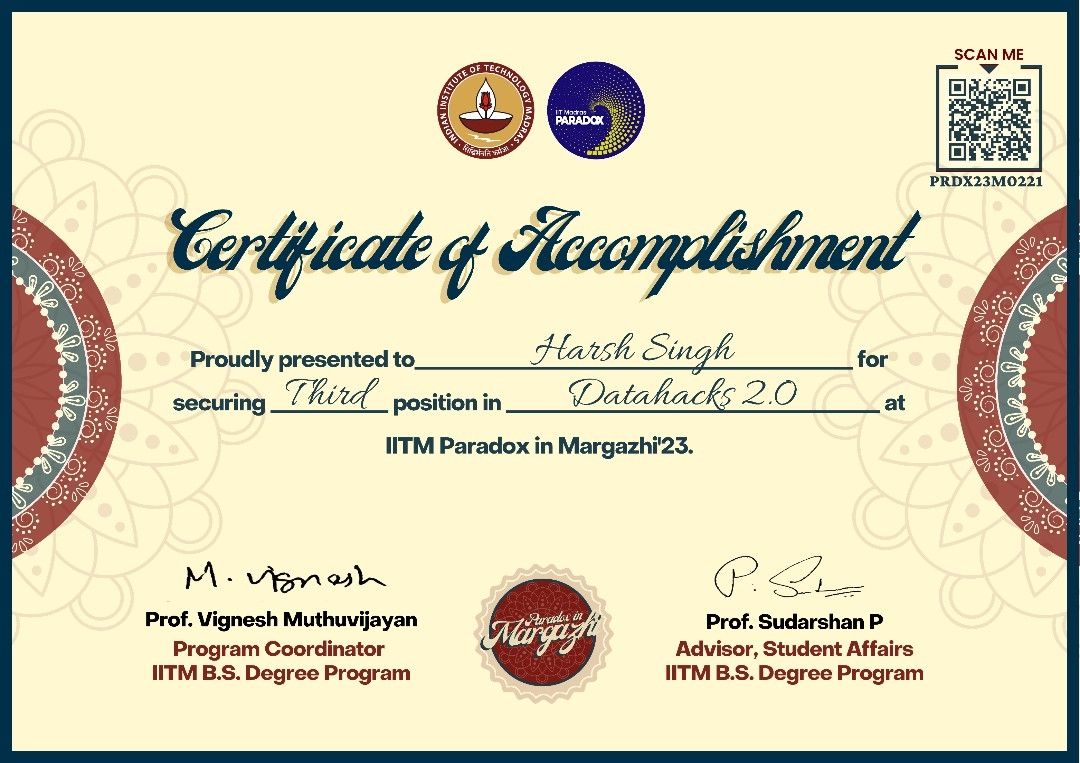 INDIAN INSTITUTE OF TECHNOLOGY MADRAS
सिद्धिर्भवति कर्मजा
IIT Madras
PARADOX
SCAN ME
PRDX23M0221
Certificate of Accomplishment
Proudly presented to Harsh Singh for
securing Third position in Datahacks 2.0 at
IITM Paradox in Margazhi'23.
M. Vignesh
Prof. Vignesh Muthuvijayan
Program Coordinator
IITM B.S. Degree Program
Paradox in
Margazhi
Prof. Sudarshan P
Advisor, Student Affairs
IITM B.S. Degree Program